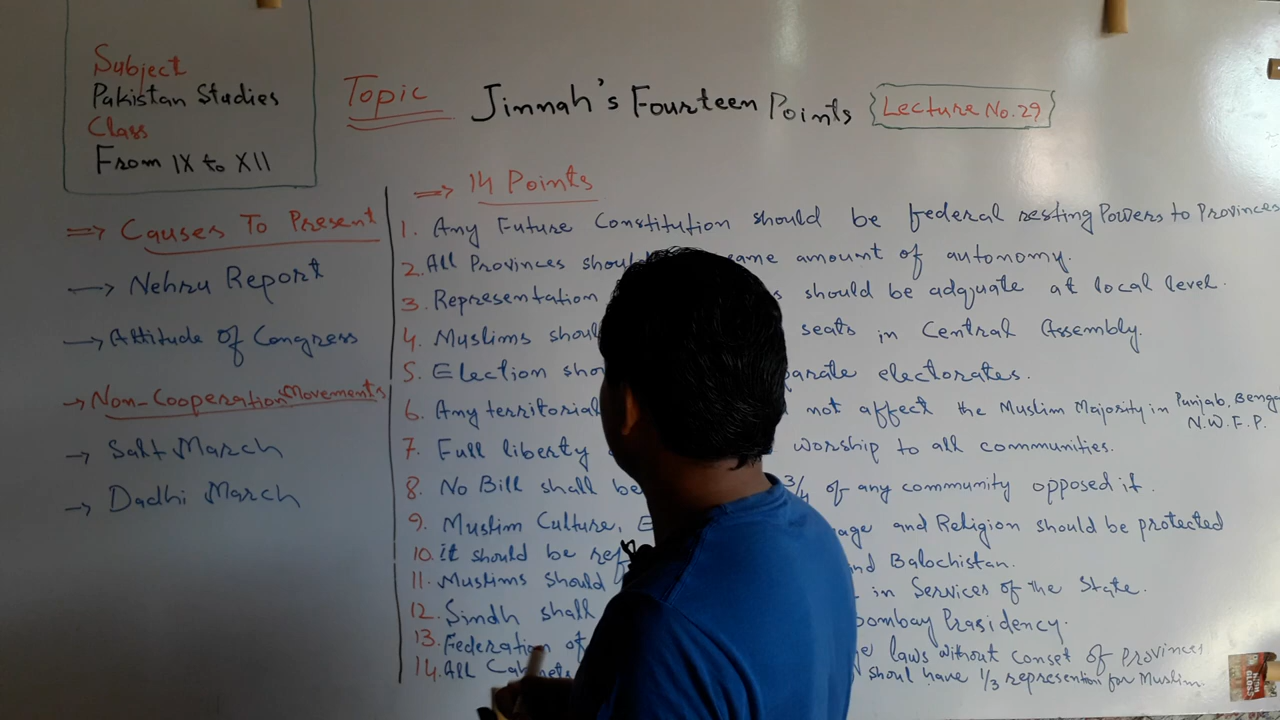 Subject
Pakistan Studies
Class
From IX to XII
Topic Jinnah's Fourteen Points
Lecture No.29
=> Causes To Present
→ Nehru Report
→ Attitude of Congress
→ Non-Cooperation Movements
→ Salt March
→ Dadhi March
=> 14 Points
1. Any Future Constitution should be federal resting Powers to Provinces
2. All Provinces should same amount of autonomy.
3. Representation should be adquate at local level.
4. Muslims shoul seats in Central Assembly.
5. Election sho parate electorates.
6. Any territorial not affect the Muslim Majority in Punjab, Beng
N.W.F.P.
7. Full liberty worship to all communities.
8. No Bill shall be 3/4 of any community opposed it.
9. Muslim Culture, E age and Religion should be protected
10. it should be ref nd Balochistan.
11. Muslims should in Services of the State.
12. Sindh shall bombay Prasidency.
13. Federation of laws without conset of Provinces
14. All Cabinets shoul have 1/3 represention for Muslim.